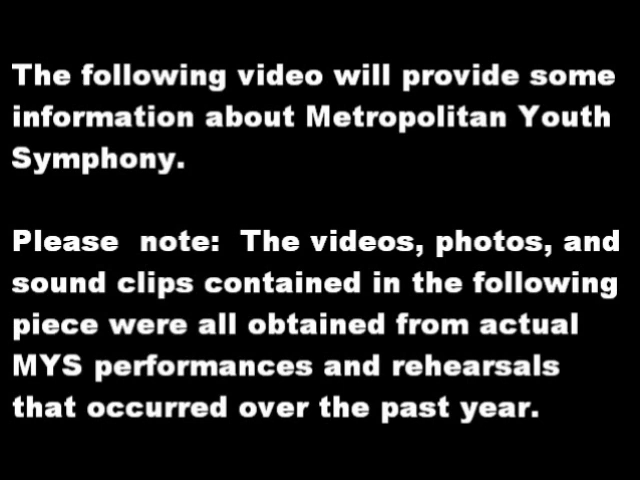 The following video will provide some
information about Metropolitan Youth
Symphony.
Please  note:  The videos, photos, and
sound clips contained in the following
piece were all obtained from actual
MYS performances and rehearsals
that occurred over the past year.